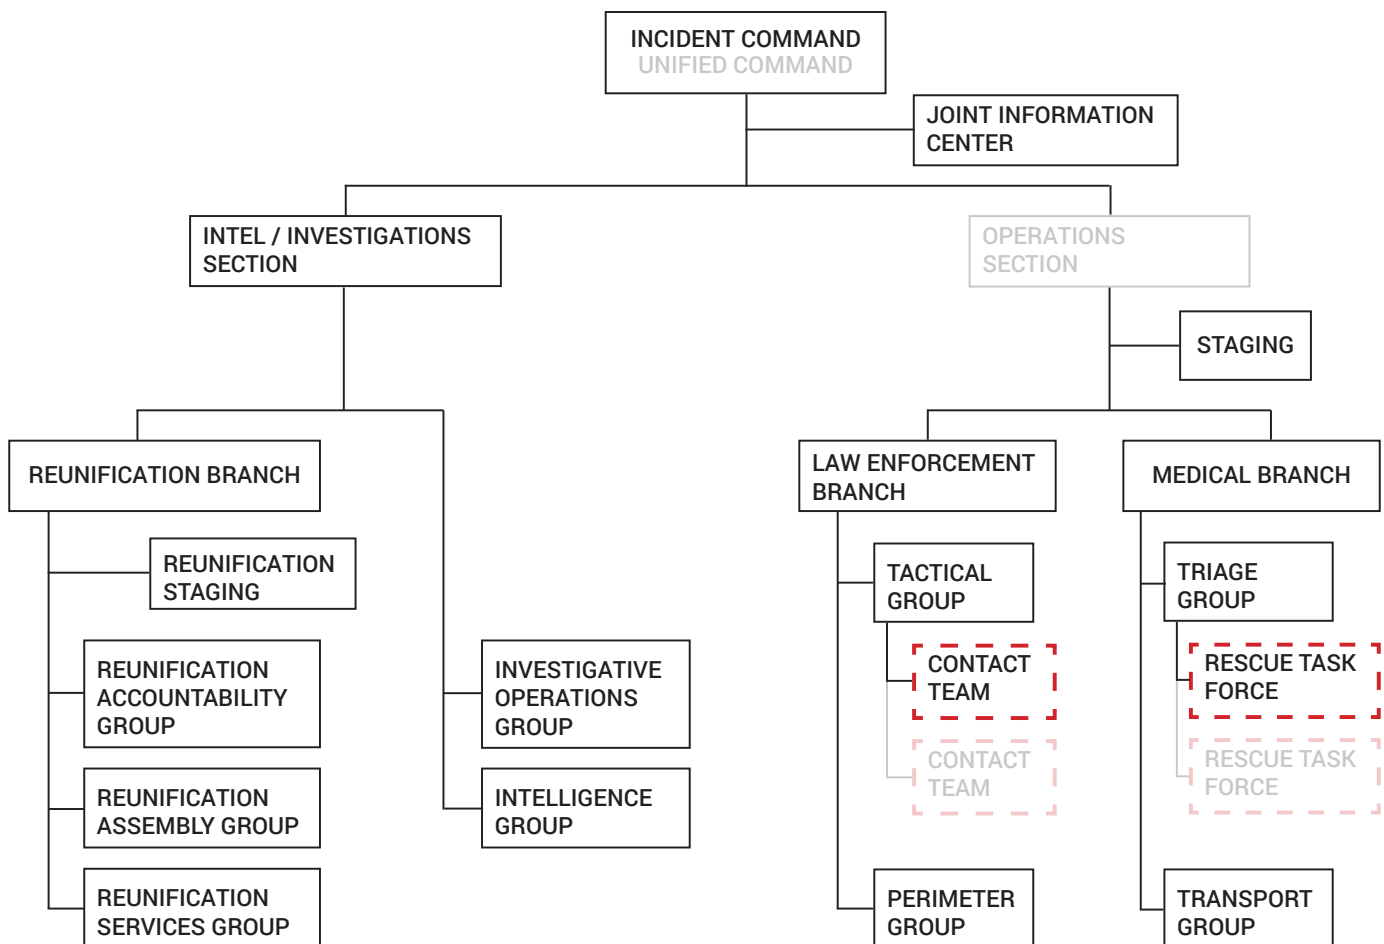 INCIDENT COMMAND
UNIFIED COMMAND
JOINT INFORMATION
CENTER
INTEL / INVESTIGATIONS
SECTION
OPERATIONS
SECTION
STAGING
REUNIFICATION BRANCH
LAW ENFORCEMENT
BRANCH
MEDICAL BRANCH
REUNIFICATION
STAGING
TACTICAL
GROUP
TRIAGE
GROUP
REUNIFICATION
ACCOUNTABILITY
GROUP
INVESTIGATIVE
OPERATIONS
GROUP
CONTACT
TEAM
RESCUE TASK
FORCE
CONTACT
TEAM
RESCUE TASK
FORCE
REUNIFICATION
ASSEMBLY GROUP
INTELLIGENCE
GROUP
REUNIFICATION
SERVICES GROUP
PERIMETER
GROUP
TRANSPORT
GROUP